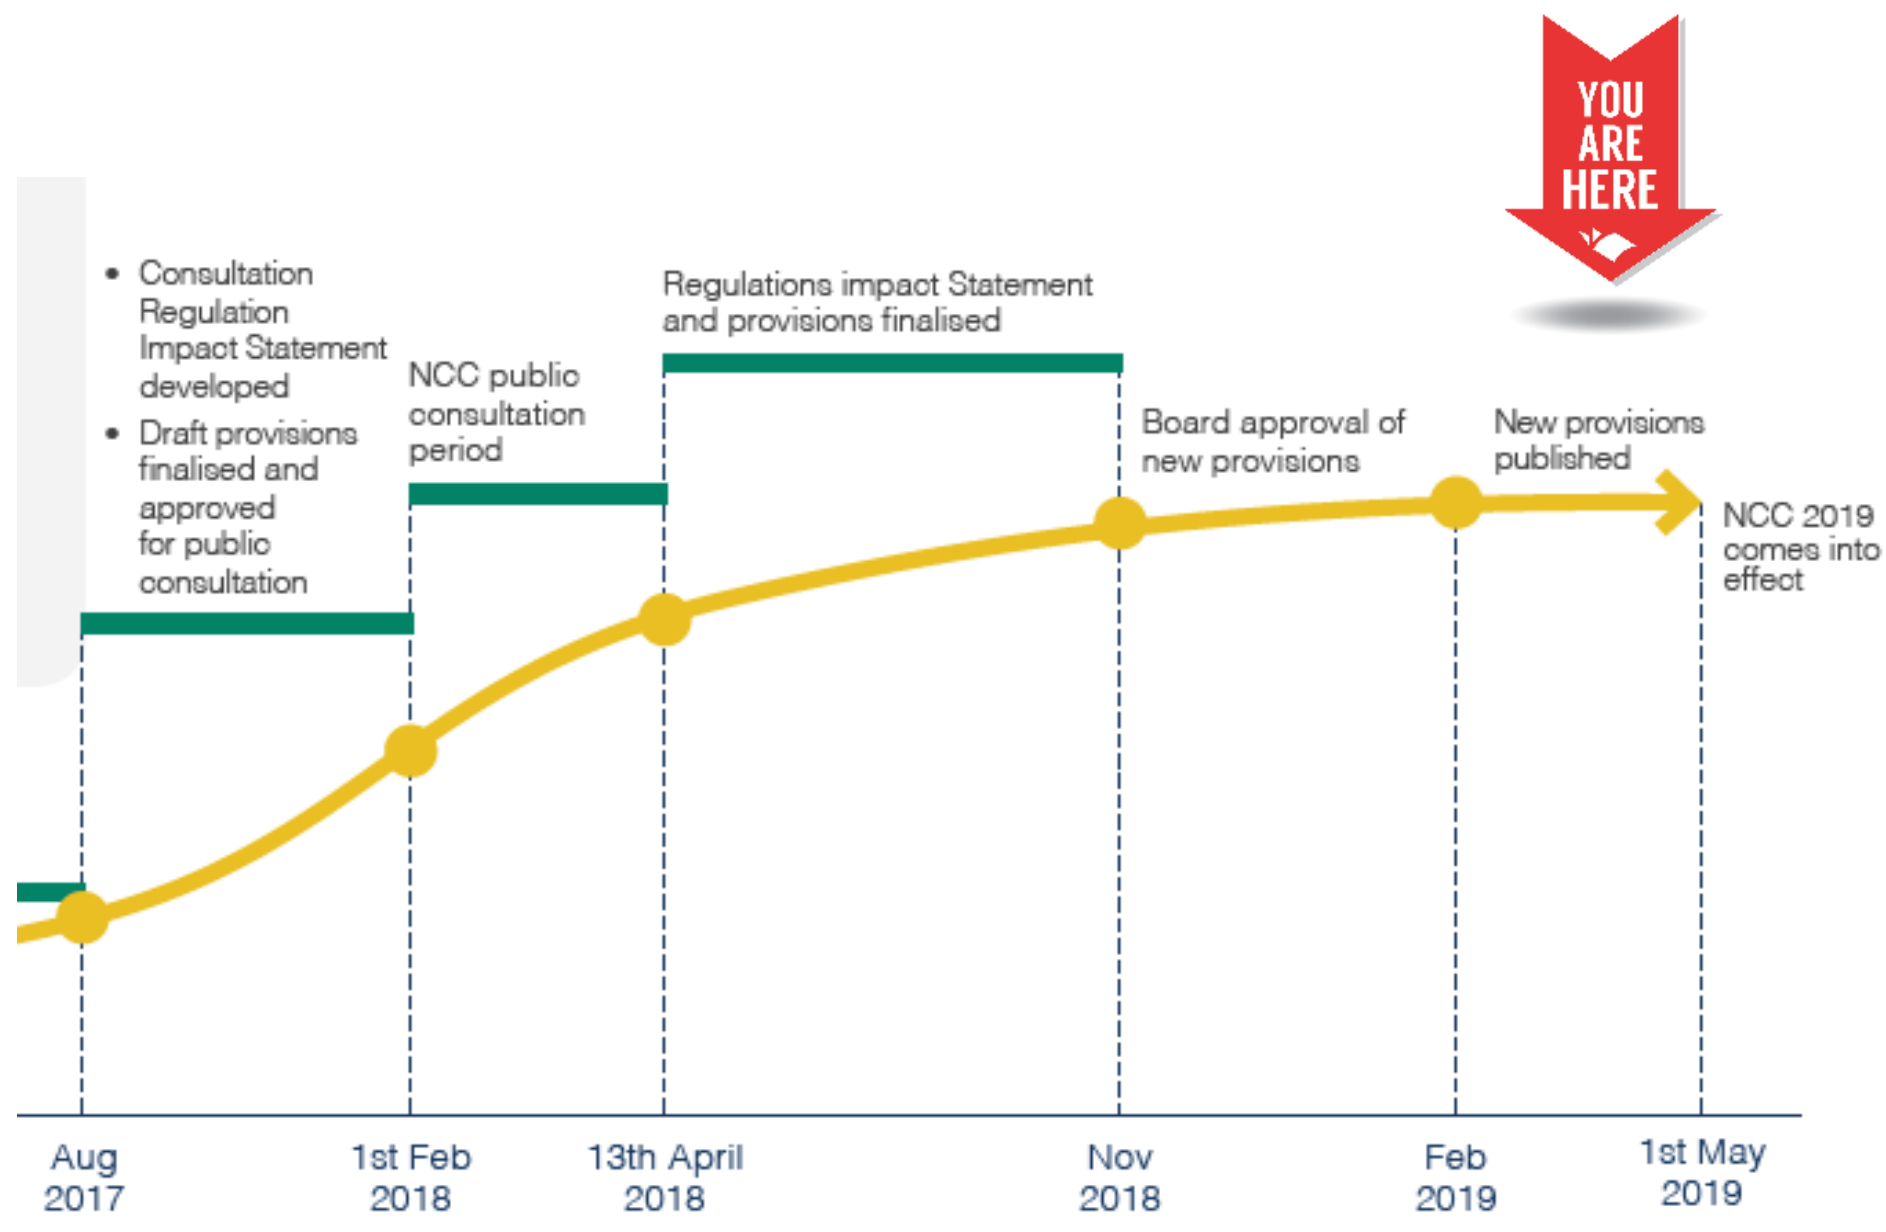 YOU
ARE
HERE
• Consultation
Regulation
Impact Statement
developed
• Draft provisions
finalised and
approved
for public
consultation
NCC public
consultation
period
Regulations impact Statement
and provisions finalised
Board approval of
new provisions
New provisions
published
NCC 2019
comes into
effect
Aug
2017
1st Feb
2018
13th April
2018
Nov
2018
Feb
2019
1st May
2019